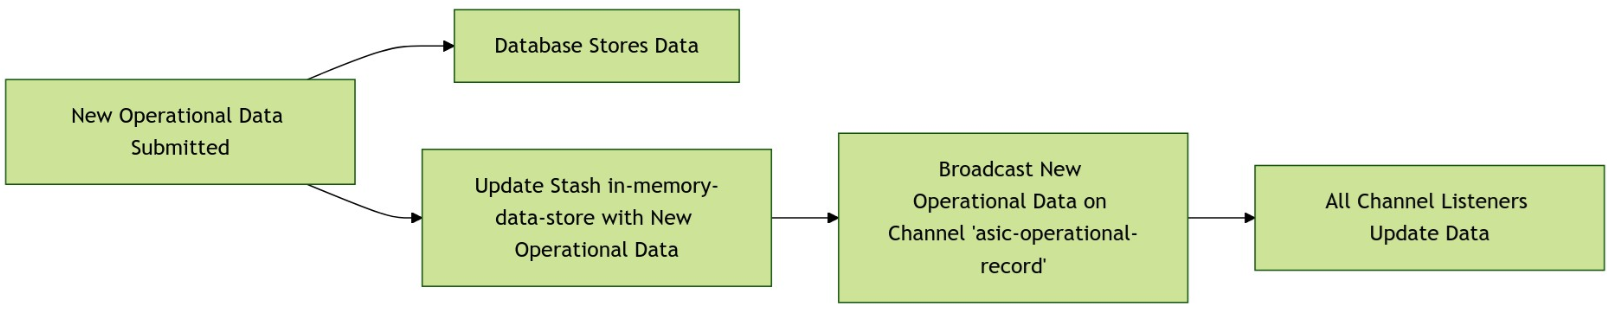 New Operational Data
Submitted
Database Stores Data
Update Stash in-memory-
data-store with New
Operational Data
Broadcast New
Operational Data on
Channel 'asic-operational-
record'
All Channel Listeners
Update Data